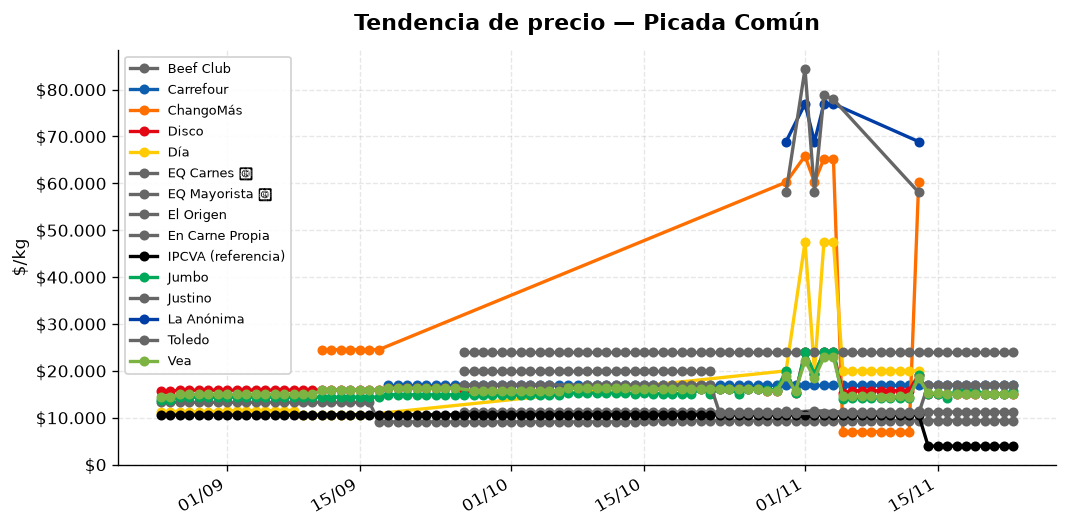 Tendencia de precio — Picada Común
$/kg
$80.000
$70.000
$60.000
$50.000
$40.000
$30.000
$20.000
$10.000
$0
Beef Club
Carrefour
ChangoMás
Disco
Día
EQ Carnes
EQ Mayorista
El Origen
En Carne Propia
IPCVA (referencia)
Jumbo
Justino
La Anónima
Toledo
Vea
01/09
15/09
01/10
15/10
01/11
15/11